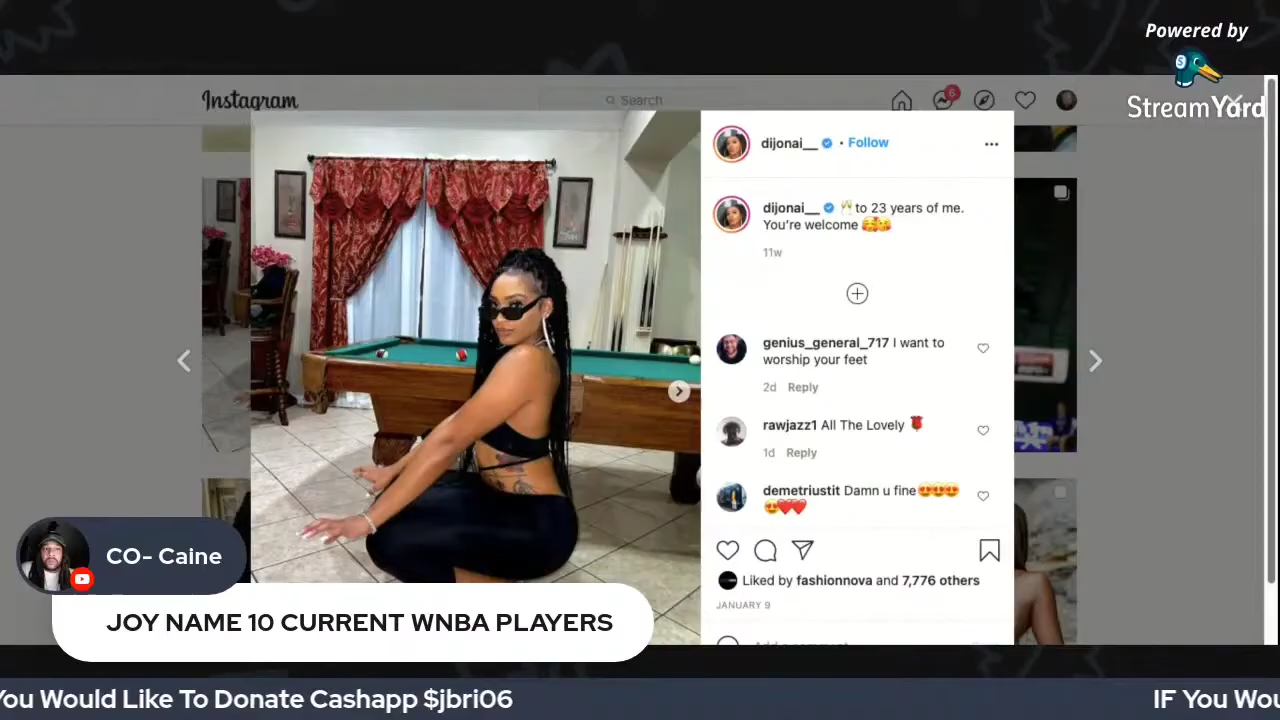 Powered by
StreamYard
Instagram
Search
6
dijonai__ • Follow
dijonai__ 🥂 to 23 years of me.
You're welcome 🥰🥰
11w
genius_general_717 I want to
worship your feet
2d Reply
rawjazz1 All The Lovely 🌹
1d Reply
demetriustit Damn u fine😍😍😍
😍❤️❤️
Liked by fashionnova and 7,776 others
JANUARY 9
CO- Caine
JOY NAME 10 CURRENT WNBA PLAYERS
You Would Like To Donate Cashapp $jbri06
IF You Wou